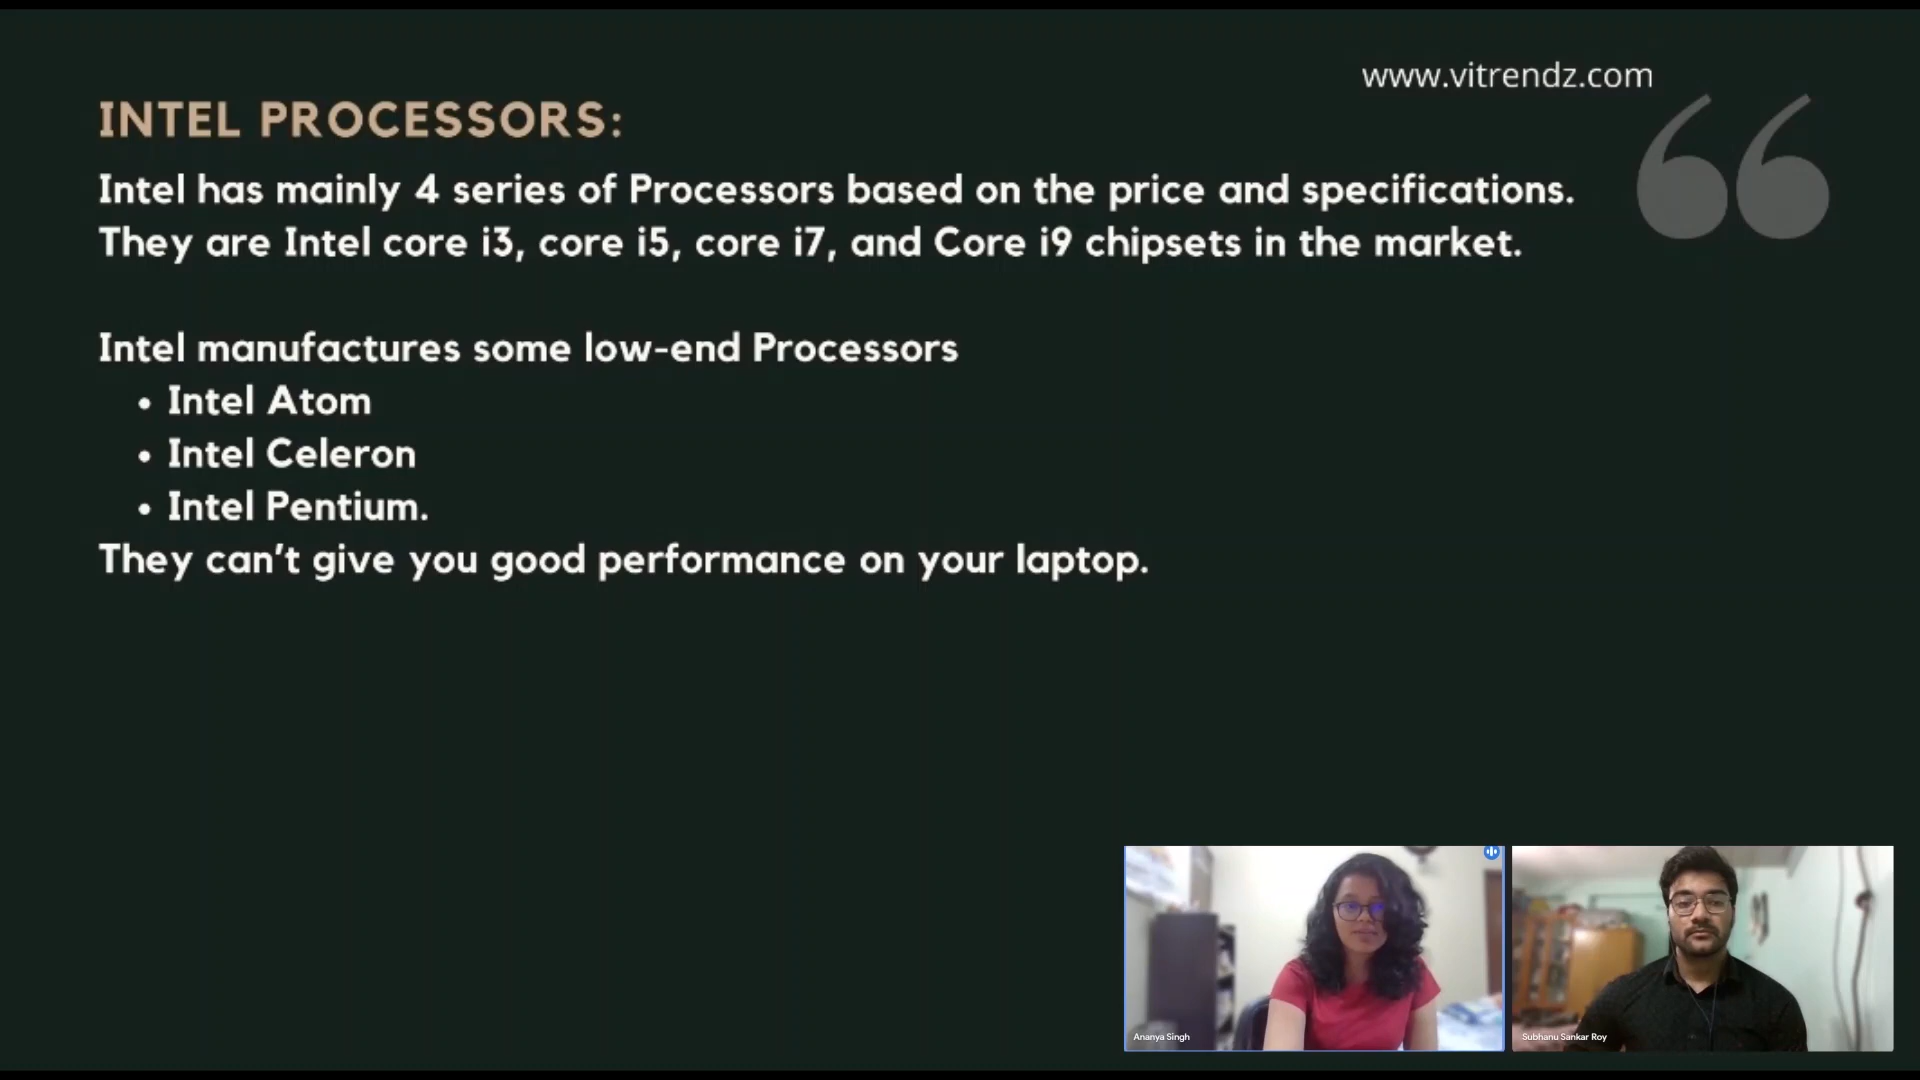 www.vitrendz.com
INTEL PROCESSORS:
Intel has mainly 4 series of Processors based on the price and specifications.
They are Intel core i3, core i5, core i7, and Core i9 chipsets in the market.
Intel manufactures some low-end Processors
• Intel Atom
• Intel Celeron
• Intel Pentium.
They can’t give you good performance on your laptop.
Ananya Singh
Subhanu Sankar Roy